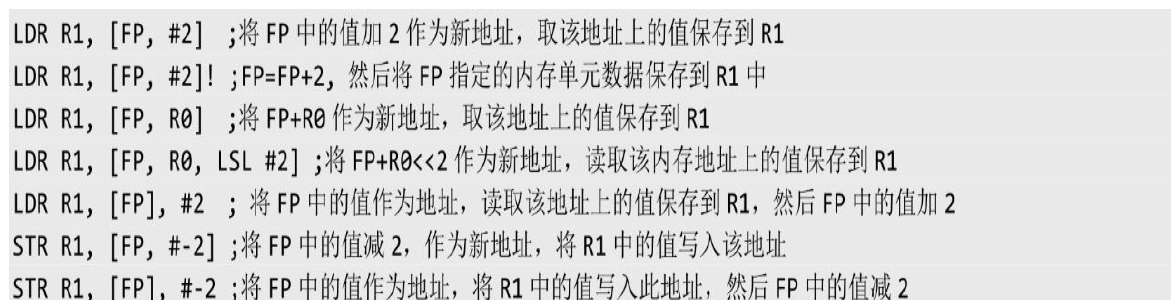 LDR R1, [FP, #2]  ;将 FP 中的值加 2 作为新地址，取该地址上的值保存到 R1
LDR R1, [FP, #2]! ;FP=FP+2, 然后将 FP 指定的内存单元数据保存到 R1 中
LDR R1, [FP, R0]  ;将 FP+R0 作为新地址，取该地址上的值保存到 R1
LDR R1, [FP, R0, LSL #2] ;将 FP+R0<<2 作为新地址，读取该内存地址上的值保存到 R1
LDR R1, [FP], #2  ; 将 FP 中的值作为地址，读取该地址上的值保存到 R1，然后 FP 中的值加 2
STR R1, [FP, #-2] ;将 FP 中的值减 2，作为新地址，将 R1 中的值写入该地址
STR R1, [FP], #-2 ;将 FP 中的值作为地址，将 R1 中的值写入此地址，然后 FP 中的值减 2